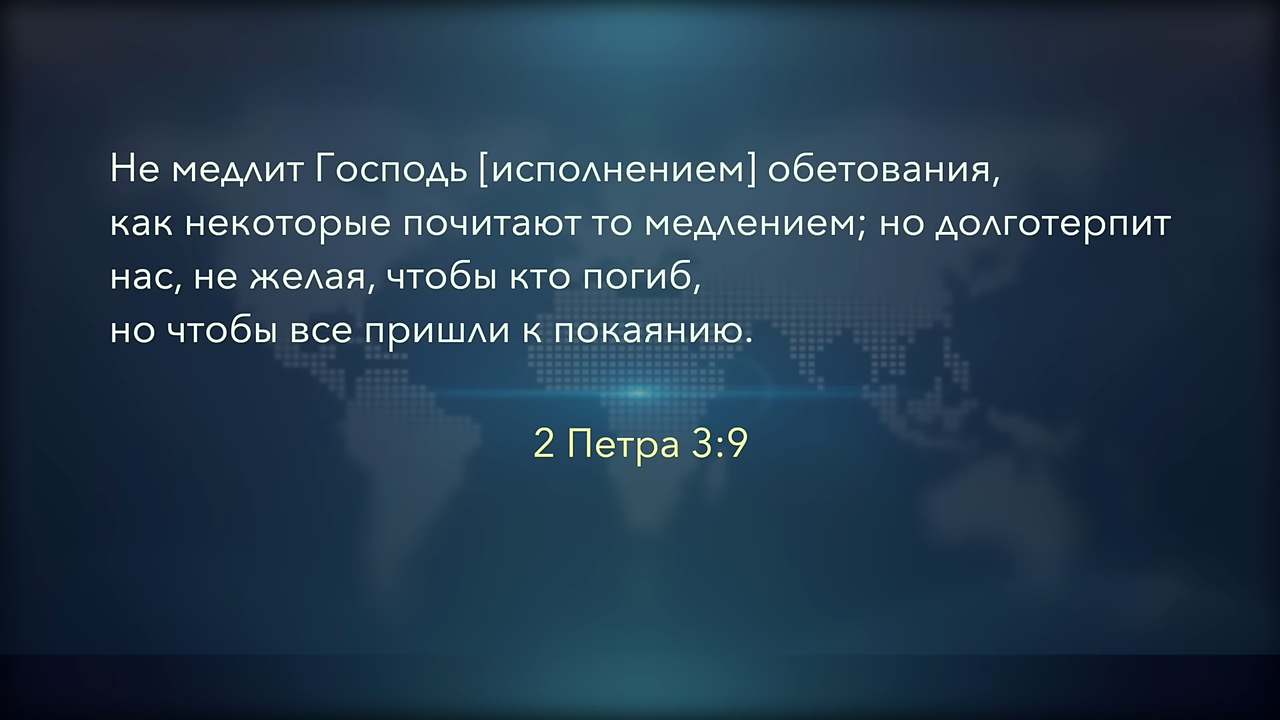 Не медлит Господь [исполнением] обетования,
как некоторые почитают то медлением; но долготерпит
нас, не желая, чтобы кто погиб,
но чтобы все пришли к покаянию.
2 Петра 3:9